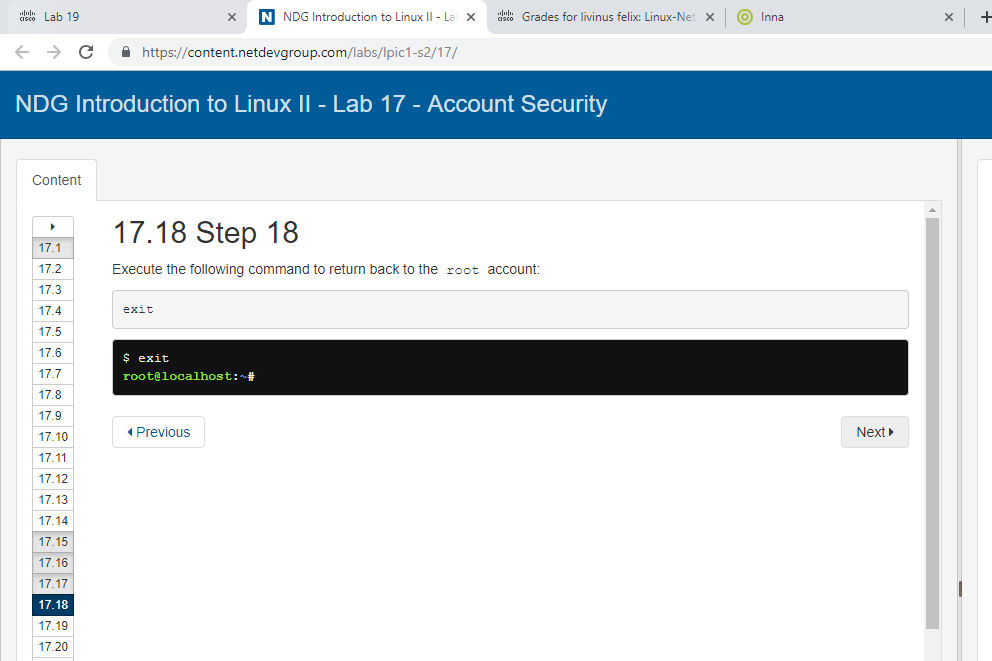 Lab 19
NDG Introduction to Linux II - La
Grades for livinus felix: Linux-Net
Inna
https://content.netdevgroup.com/labs/lpic1-s2/17/
NDG Introduction to Linux II - Lab 17 - Account Security
Content
17.1
17.2
17.3
17.4
17.5
17.6
17.7
17.8
17.9
17.10
17.11
17.12
17.13
17.14
17.15
17.16
17.17
17.18
17.19
17.20
17.18 Step 18
Execute the following command to return back to the root account:
exit
$ exit
root@localhost:~#
Previous
Next